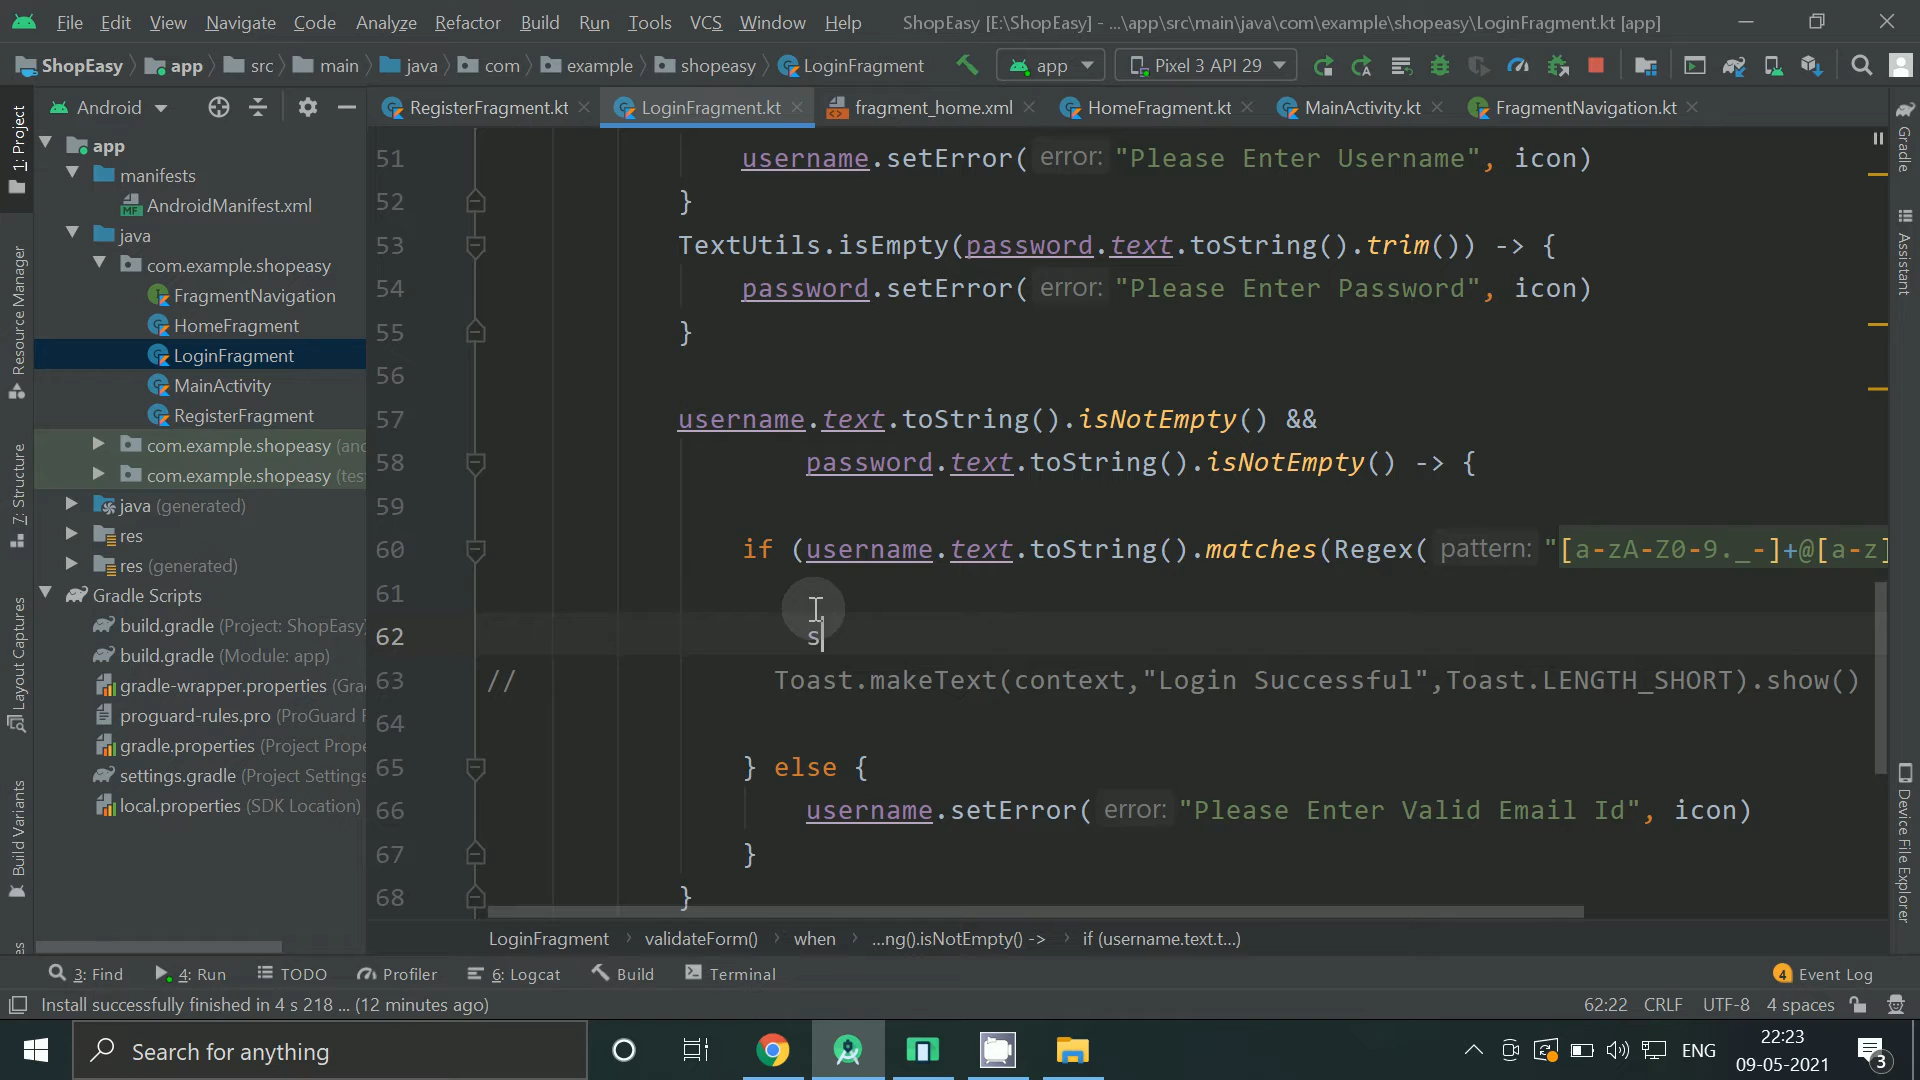 File Edit View Navigate Code Analyze Refactor Build Run Tools VCS Window Help ShopEasy [E:\ShopEasy] - ...\app\src\main\java\com\example\shopeasy\LoginFragment.kt [app]
ShopEasy app src main java com example shopeasy LoginFragment app Pixel 3 API 29
Android RegisterFragment.kt LoginFragment.kt fragment_home.xml HomeFragment.kt MainActivity.kt FragmentNavigation.kt
1: Project
Resource Manager
7: Structure
Layout Captures
Build Variants
app
manifests
AndroidManifest.xml
java
com.example.shopeasy
FragmentNavigation
HomeFragment
LoginFragment
MainActivity
RegisterFragment
com.example.shopeasy (and
com.example.shopeasy (tes
java (generated)
res
res (generated)
Gradle Scripts
build.gradle (Project: ShopEasy
build.gradle (Module: app)
gradle-wrapper.properties (Gra
proguard-rules.pro (ProGuard
gradle.properties (Project Prope
settings.gradle (Project Settings
local.properties (SDK Location)
51 username.setError( error: "Please Enter Username", icon)
52 }
53 TextUtils.isEmpty(password.text.toString().trim()) -> {
54 password.setError( error: "Please Enter Password", icon)
55 }
56
57 username.text.toString().isNotEmpty() &&
58 password.text.toString().isNotEmpty() -> {
59
60 if (username.text.toString().matches(Regex( pattern: "[a-zA-Z0-9._-]+@[a-z]
61
62 s
63 // Toast.makeText(context,"Login Successful",Toast.LENGTH_SHORT).show()
64
65 } else {
66 username.setError( error: "Please Enter Valid Email Id", icon)
67 }
68 }
Gradle
Assistant
Device File Explorer
LoginFragment validateForm() when ...ng().isNotEmpty() -> if (username.text.t...)
3: Find 4: Run TODO Profiler 6: Logcat Build Terminal 4 Event Log
Install successfully finished in 4 s 218 ... (12 minutes ago) 62:22 CRLF UTF-8 4 spaces
Search for anything ENG 22:23
09-05-2021 3